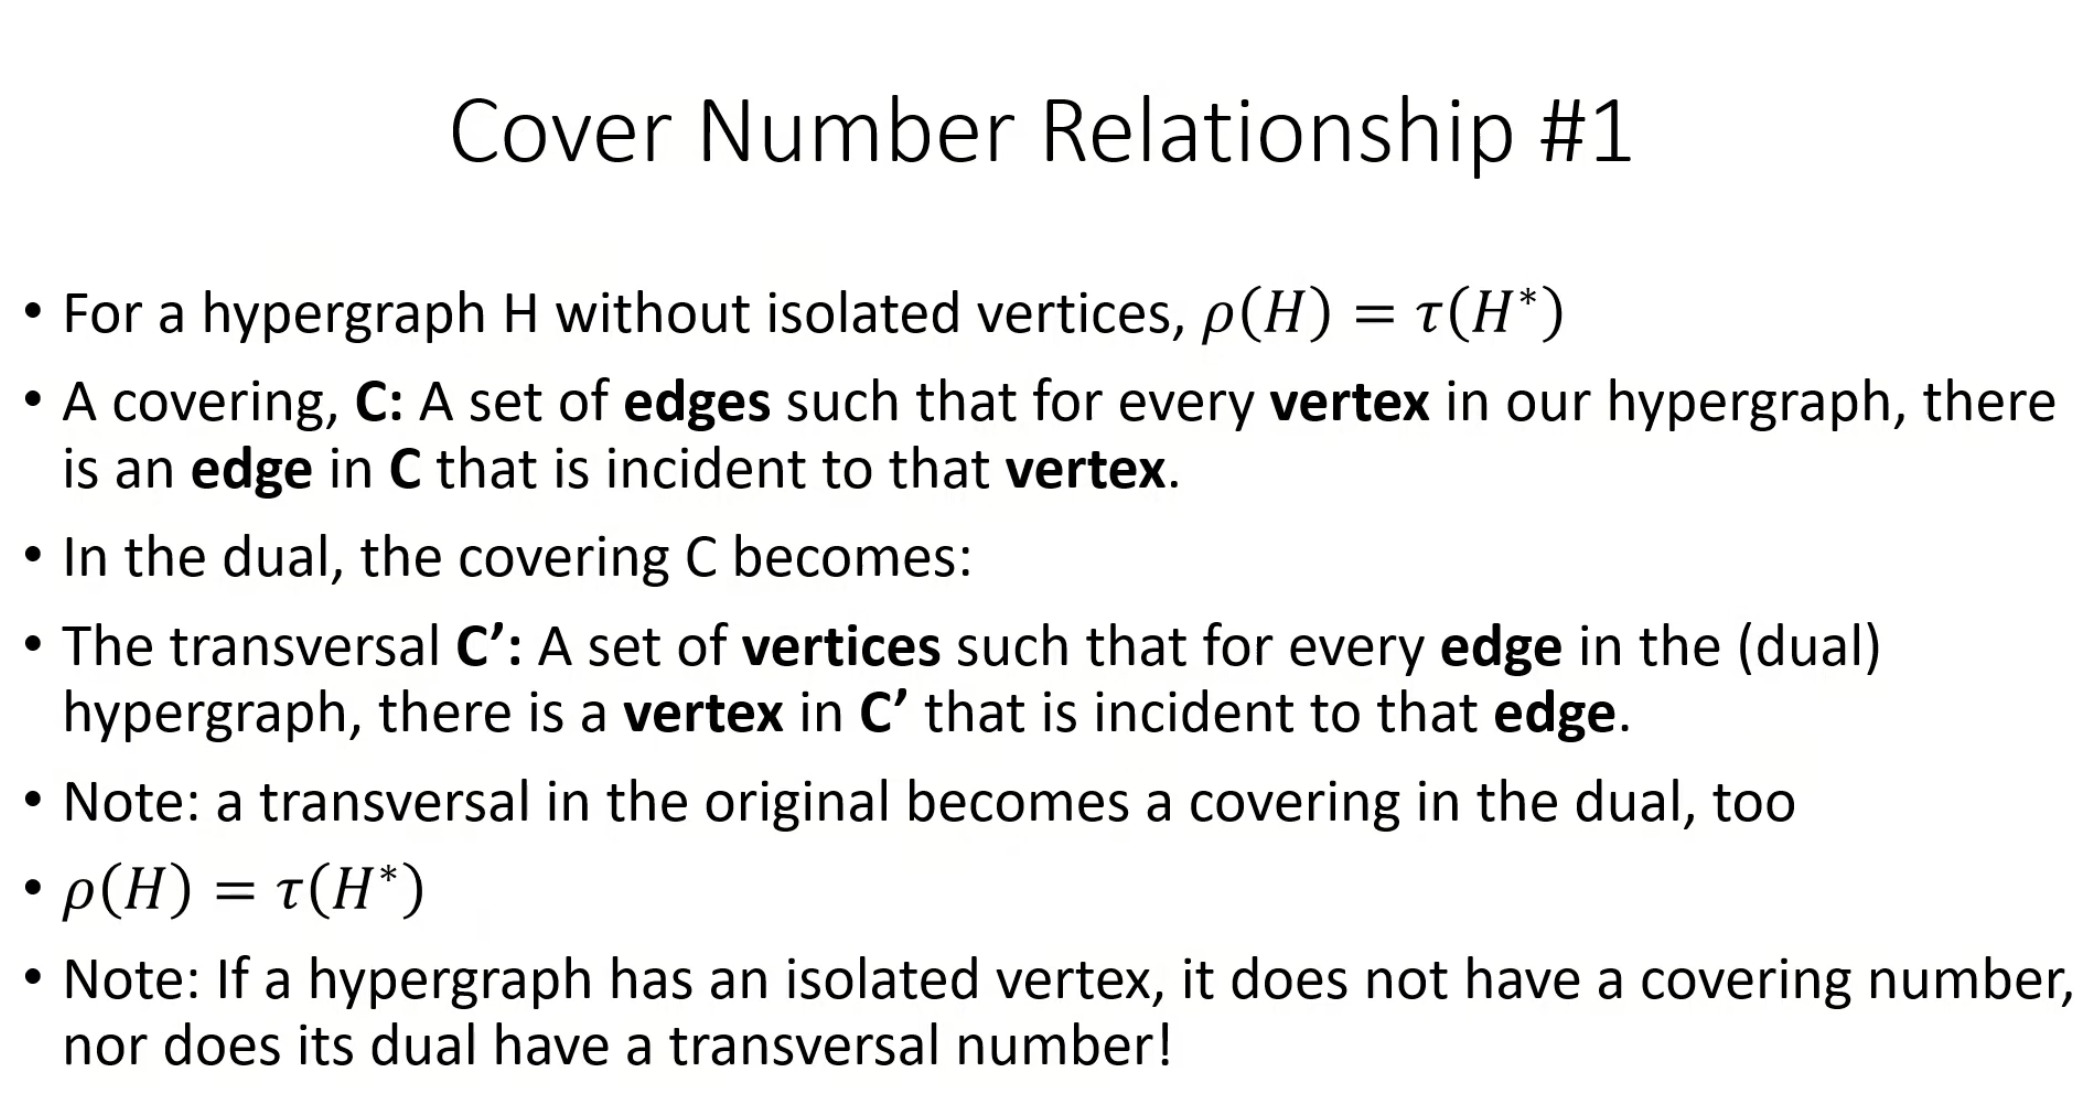 Cover Number Relationship #1
• For a hypergraph H without isolated vertices, 𝜌(𝐻) = 𝜏(𝐻*)
• A covering, C: A set of edges such that for every vertex in our hypergraph, there
is an edge in C that is incident to that vertex.
• In the dual, the covering C becomes:
• The transversal C’: A set of vertices such that for every edge in the (dual)
hypergraph, there is a vertex in C’ that is incident to that edge.
• Note: a transversal in the original becomes a covering in the dual, too
• 𝜌(𝐻) = 𝜏(𝐻*)
• Note: If a hypergraph has an isolated vertex, it does not have a covering number,
nor does its dual have a transversal number!